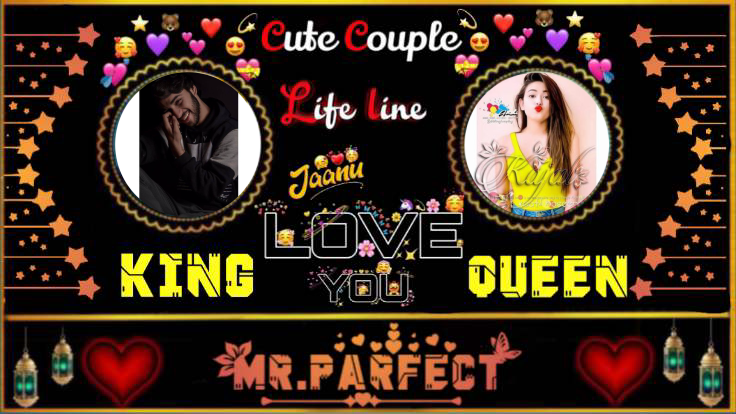 Cute Couple
Life line
Jaanu
LOVE
YOU
KING
QUEEN
MR.PARFECT